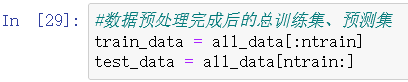 In [29]: #数据预处理完成后的总训练集、预测集
train_data = all_data[:ntrain]
test_data = all_data[ntrain:]